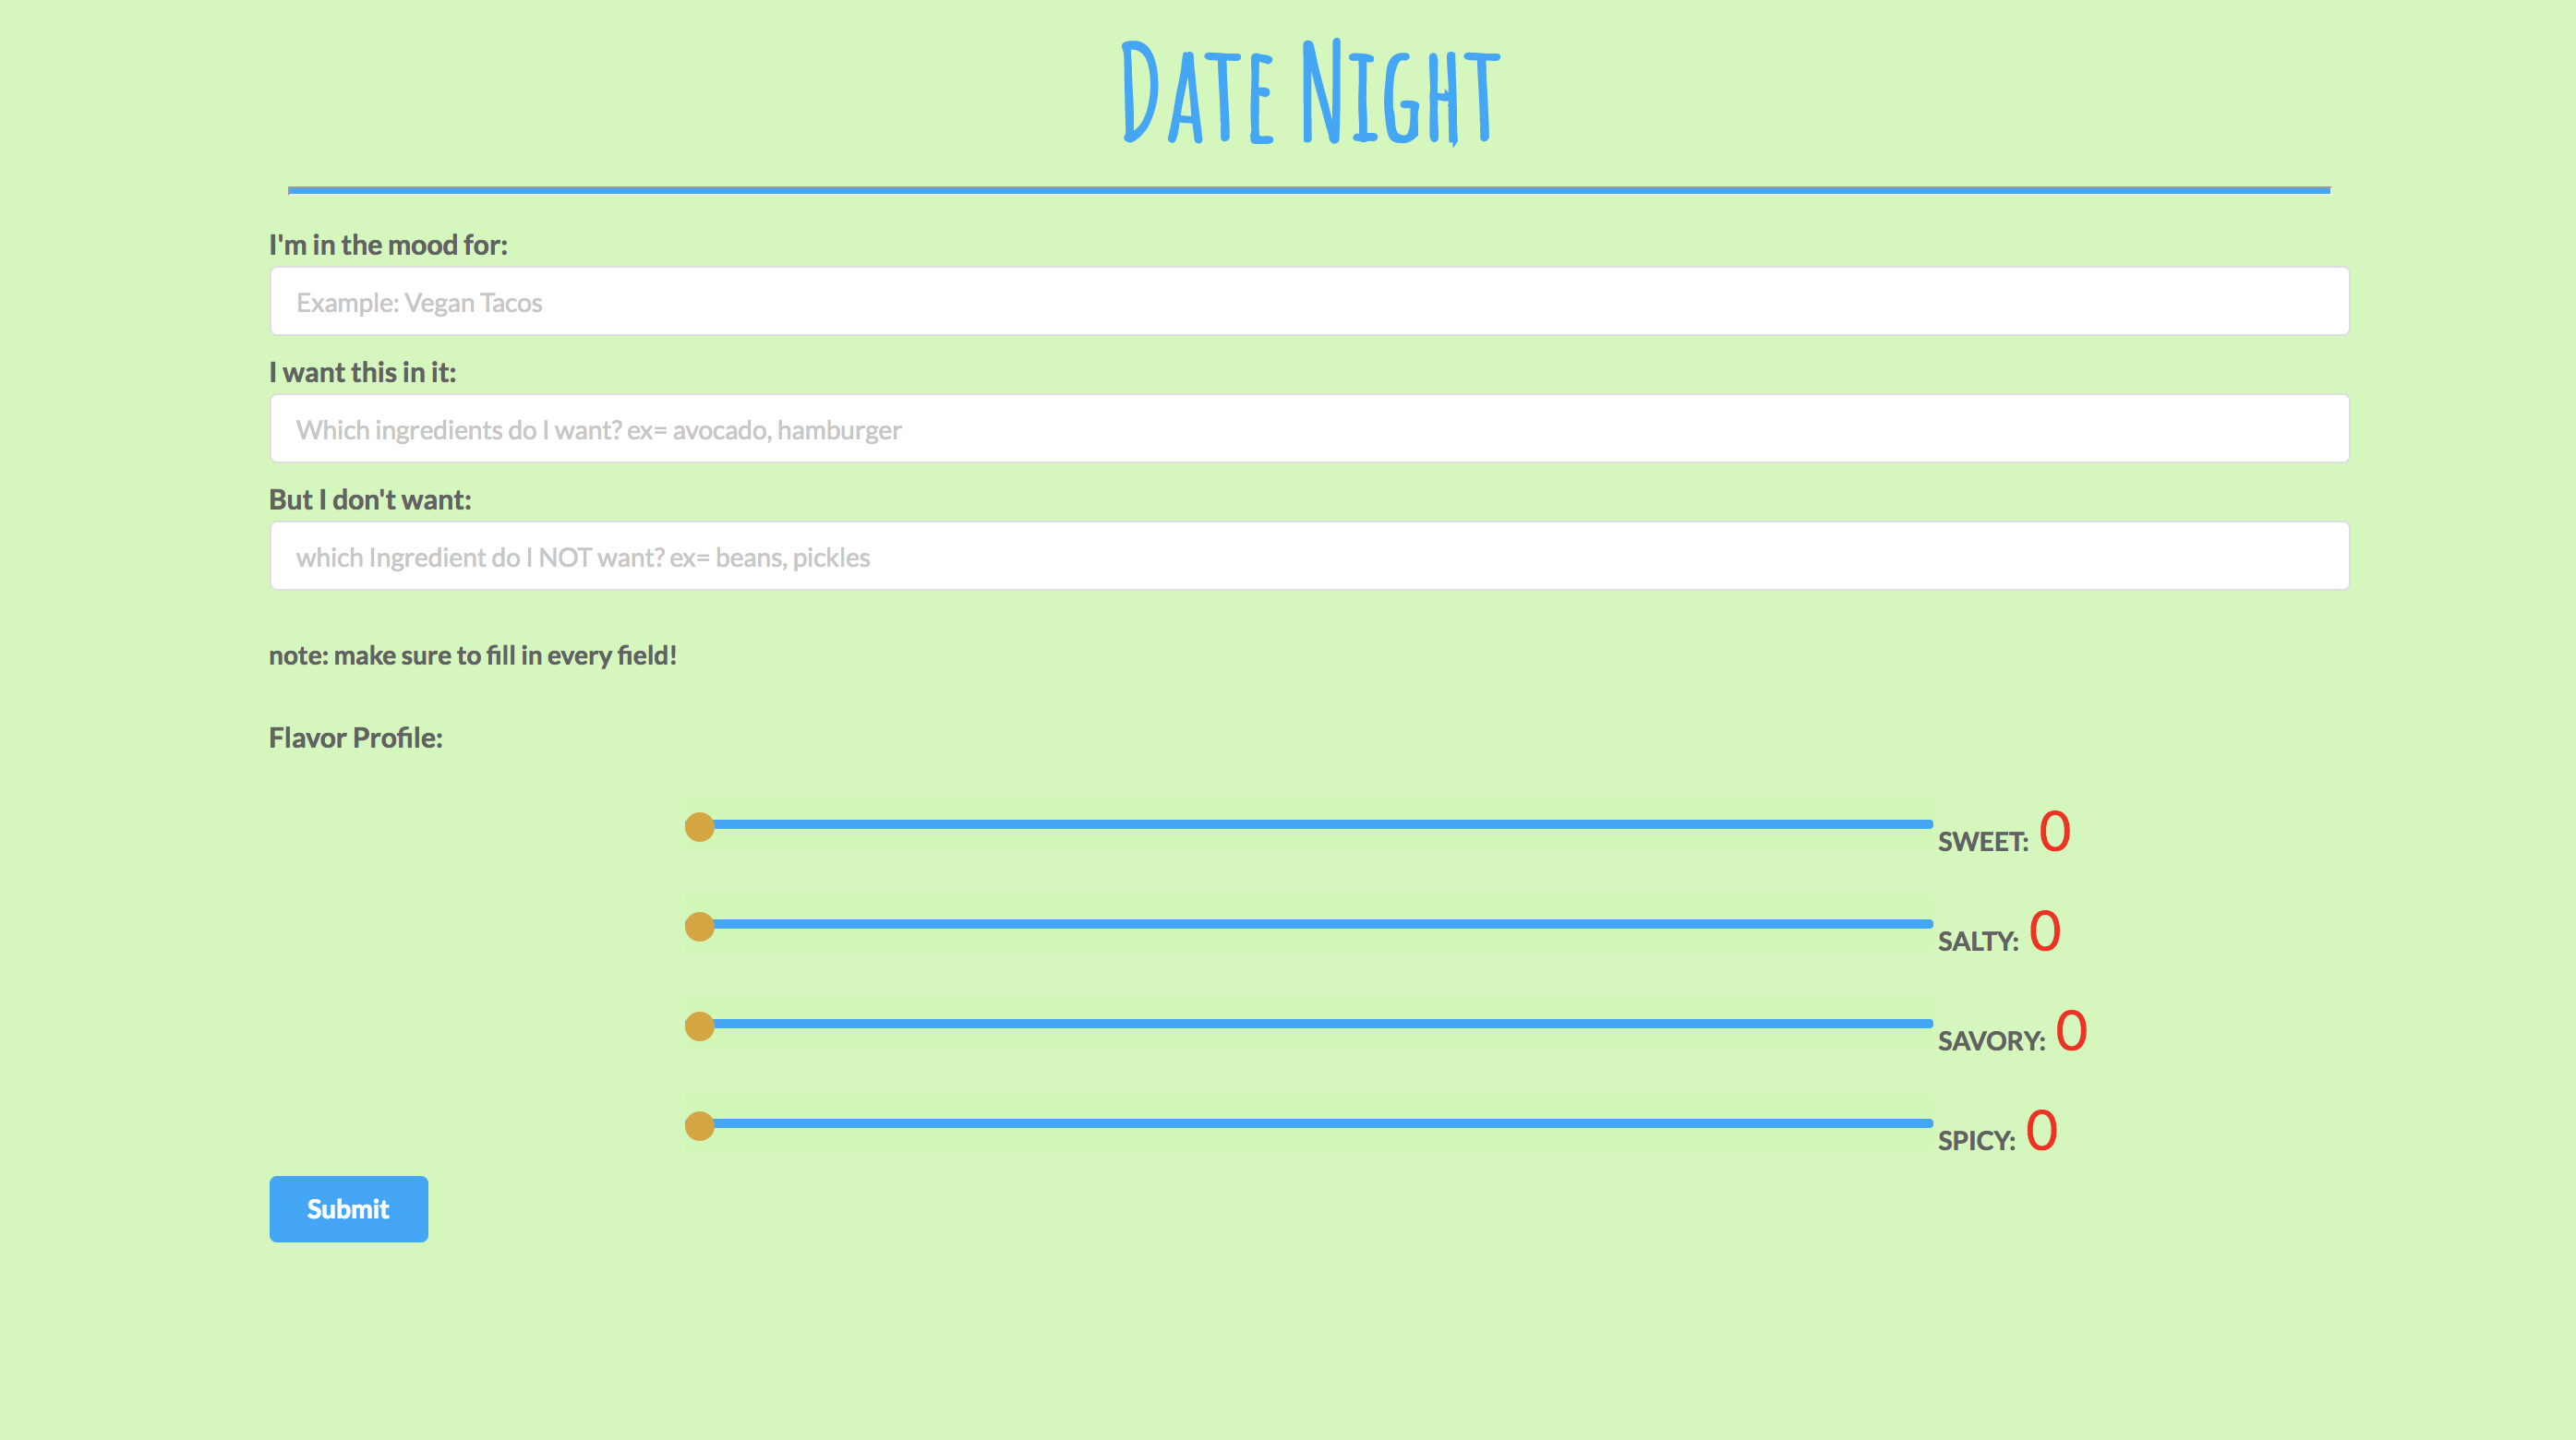 Date Night
I'm in the mood for:
Example: Vegan Tacos
I want this in it:
Which ingredients do I want? ex= avocado, hamburger
But I don't want:
which Ingredient do I NOT want? ex= beans, pickles
note: make sure to fill in every field!
Flavor Profile:
SWEET: 0
SALTY: 0
SAVORY: 0
SPICY: 0
Submit